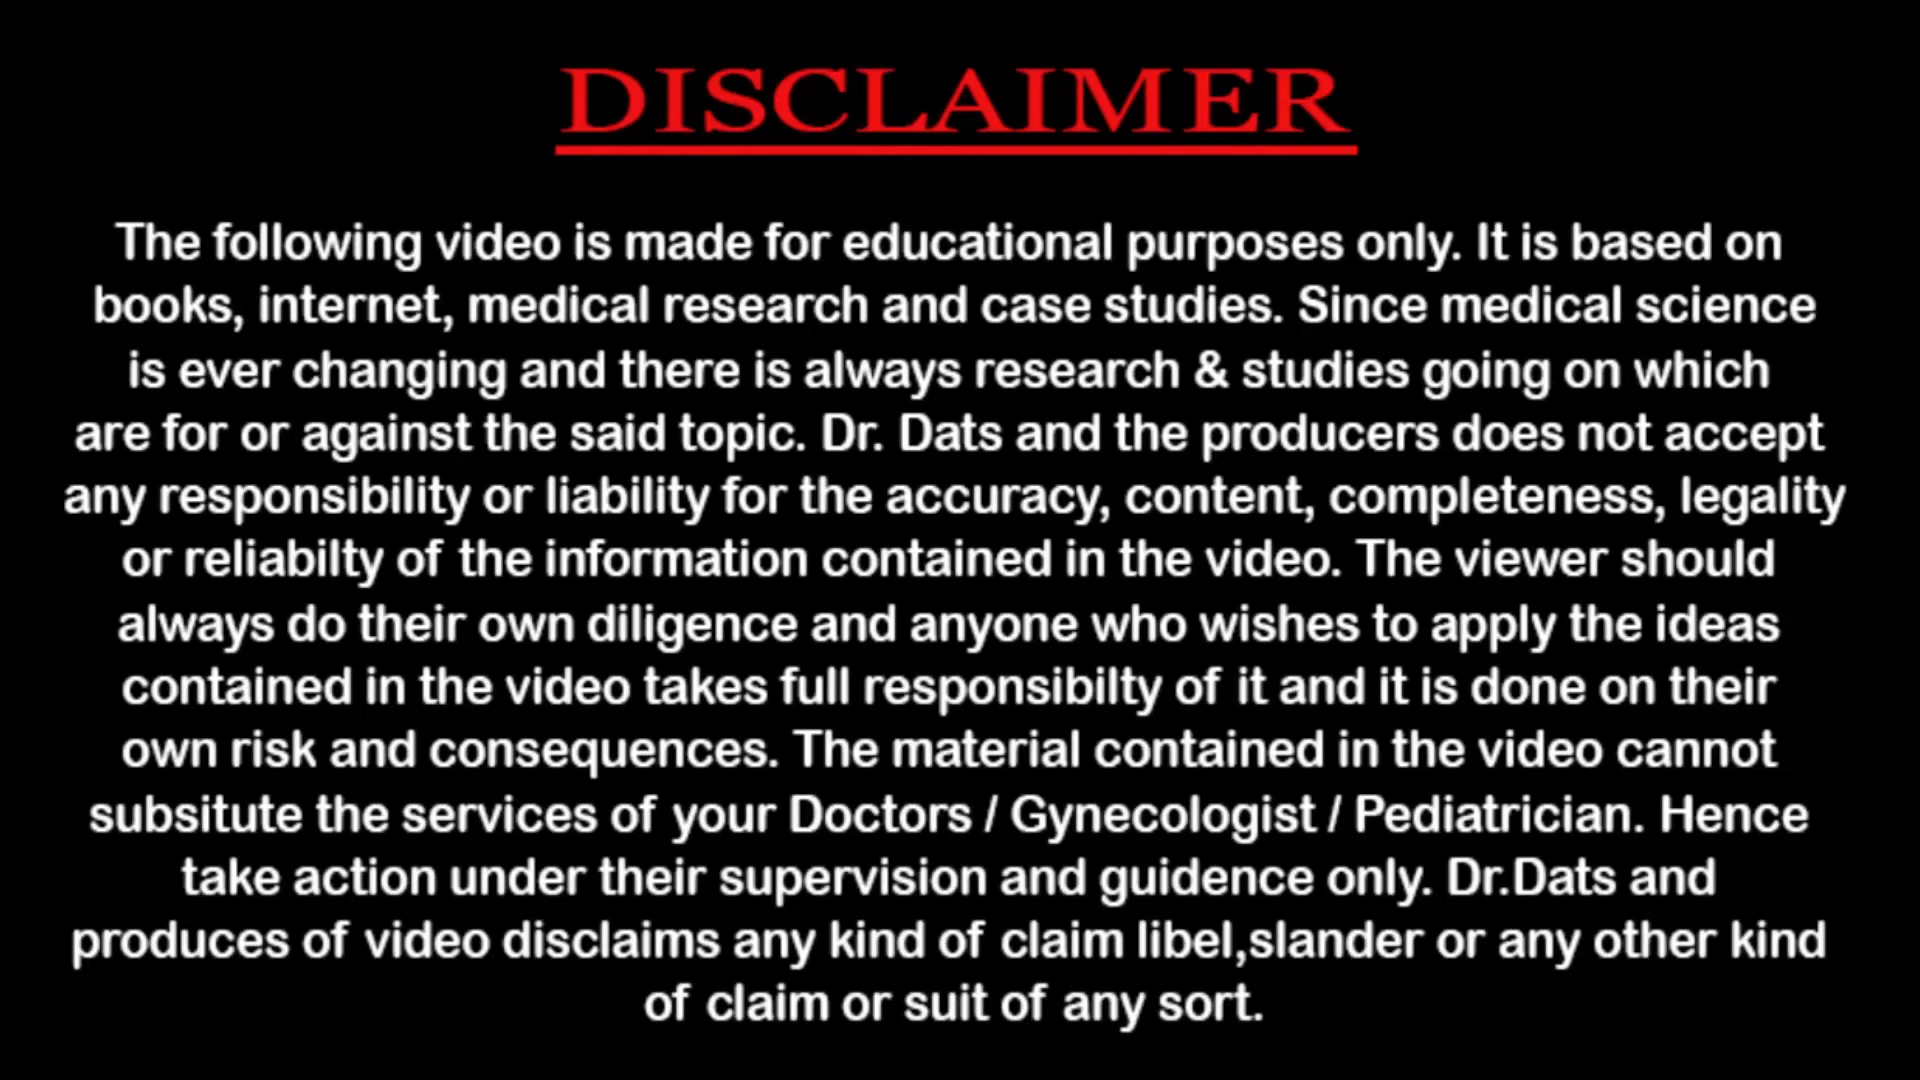 DISCLAIMER
The following video is made for educational purposes only. It is based on
books, internet, medical research and case studies. Since medical science
is ever changing and there is always research & studies going on which
are for or against the said topic. Dr. Dats and the producers does not accept
any responsibility or liability for the accuracy, content, completeness, legality
or reliabilty of the information contained in the video. The viewer should
always do their own diligence and anyone who wishes to apply the ideas
contained in the video takes full responsibilty of it and it is done on their
own risk and consequences. The material contained in the video cannot
subsitute the services of your Doctors / Gynecologist / Pediatrician. Hence
take action under their supervision and guidence only. Dr.Dats and
produces of video disclaims any kind of claim libel,slander or any other kind
of claim or suit of any sort.